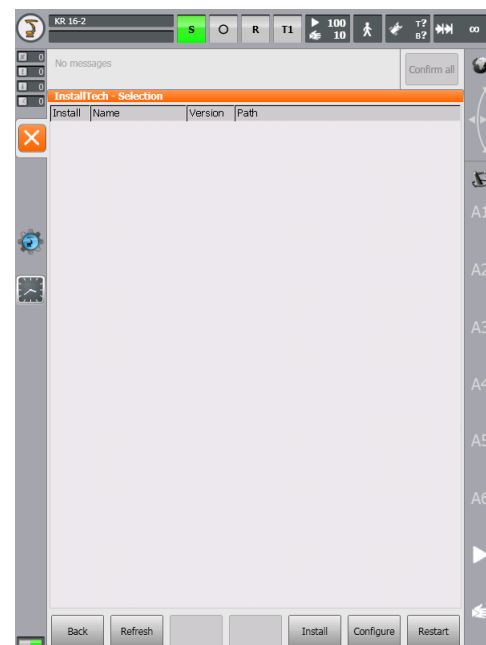 KR 16-2
S
R
T1
100
10
T?
B?
∞
0
0
0
0
No messages
Confirm all
InstallTech - Selection
Install Name Version Path
A1
A2
A3
A4
A5
A6
Back Refresh Install Configure Restart